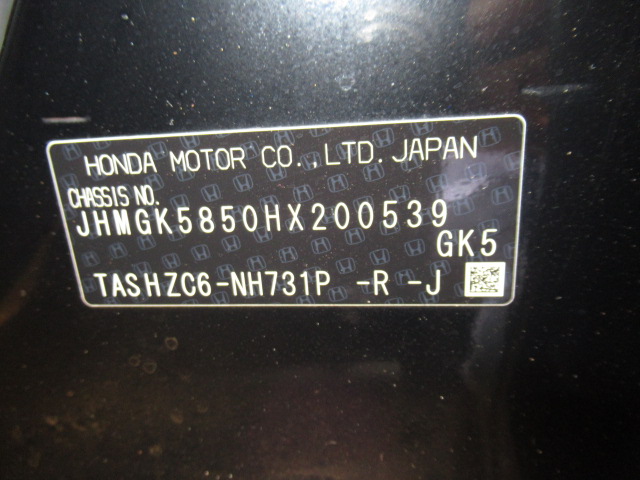 HONDA MOTOR CO.,LTD. JAPAN
CHASSIS NO.
JHMGK5850HX200539
GK5
TASHZC6-NH731P -R -J